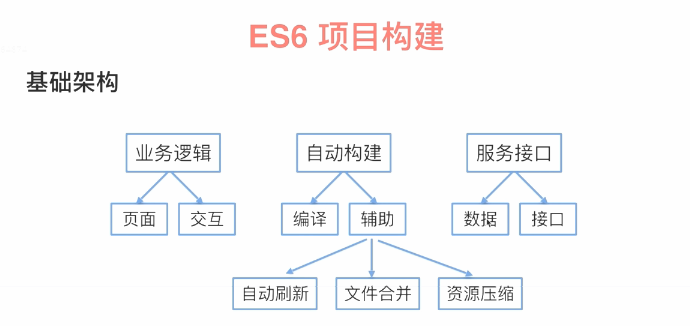 ES6 项目构建
基础架构
业务逻辑
自动构建
服务接口
页面
交互
编译
辅助
数据
接口
自动刷新
文件合并
资源压缩